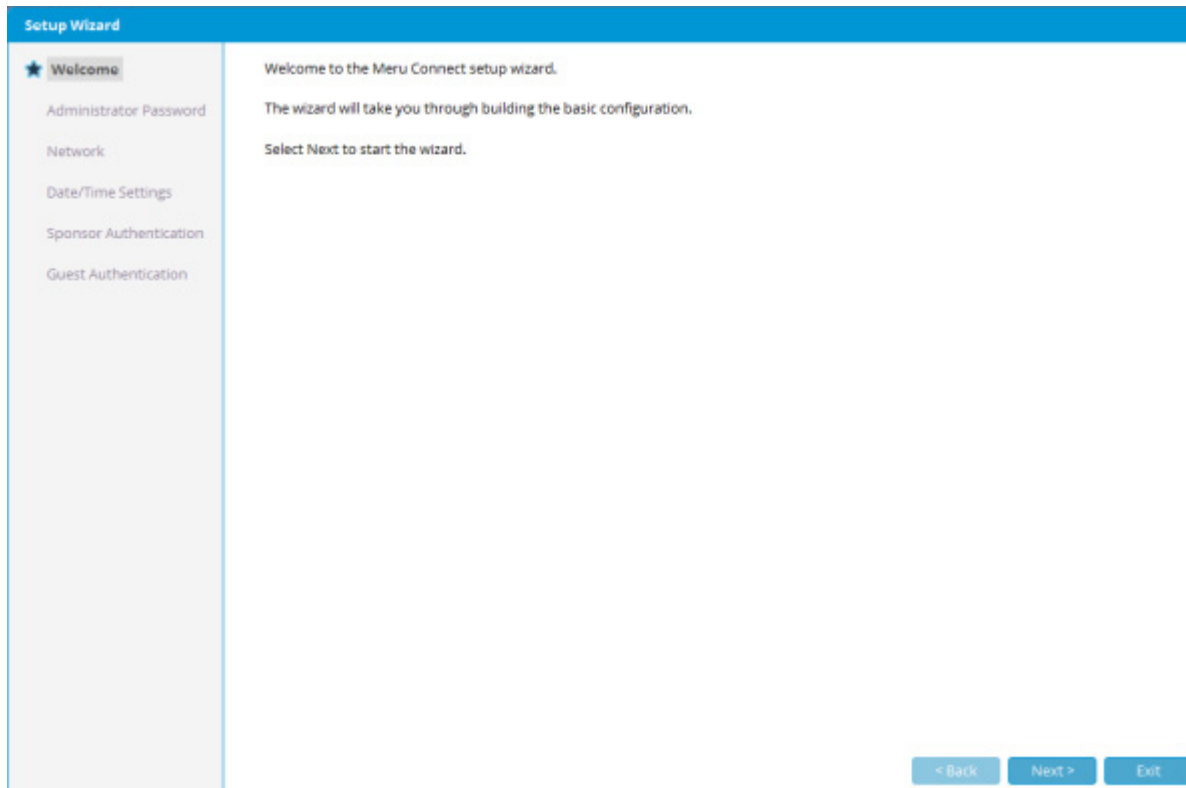 Setup Wizard
Welcome
Administrator Password
Network
Date/Time Settings
Sponsor Authentication
Guest Authentication
Welcome to the Meru Connect setup wizard.
The wizard will take you through building the basic configuration.
Select Next to start the wizard.
< Back
Next >
Exit